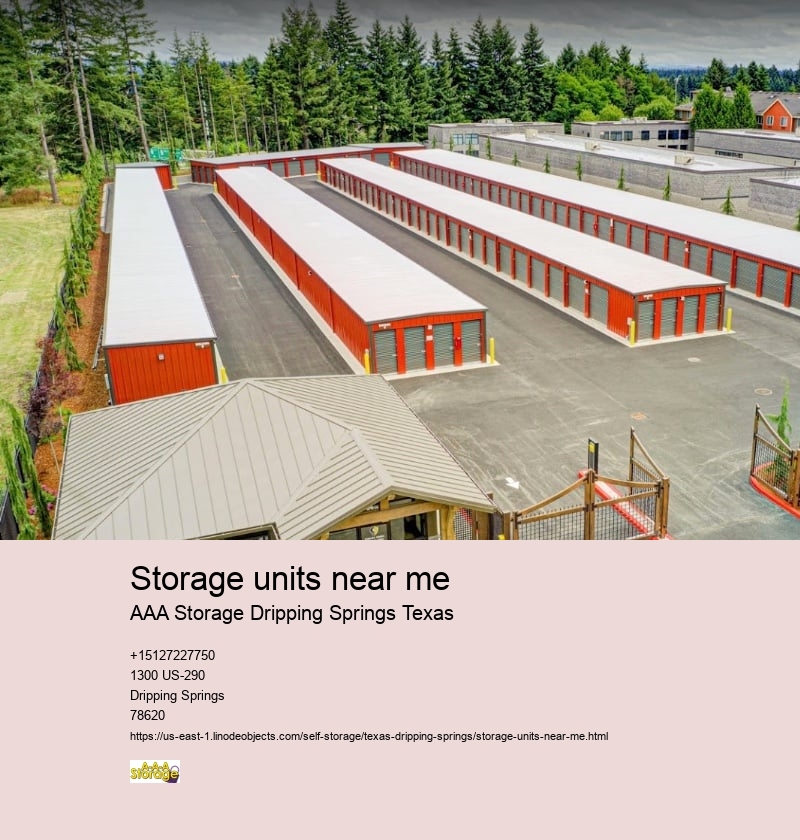 Storage units near me
AAA Storage Dripping Springs Texas
+15127227750
1300 US-290
Dripping Springs
78620
https://us-east-1.linodeobjects.com/self-storage/texas-dripping-springs/storage-units-near-me.html
AAA
Storage